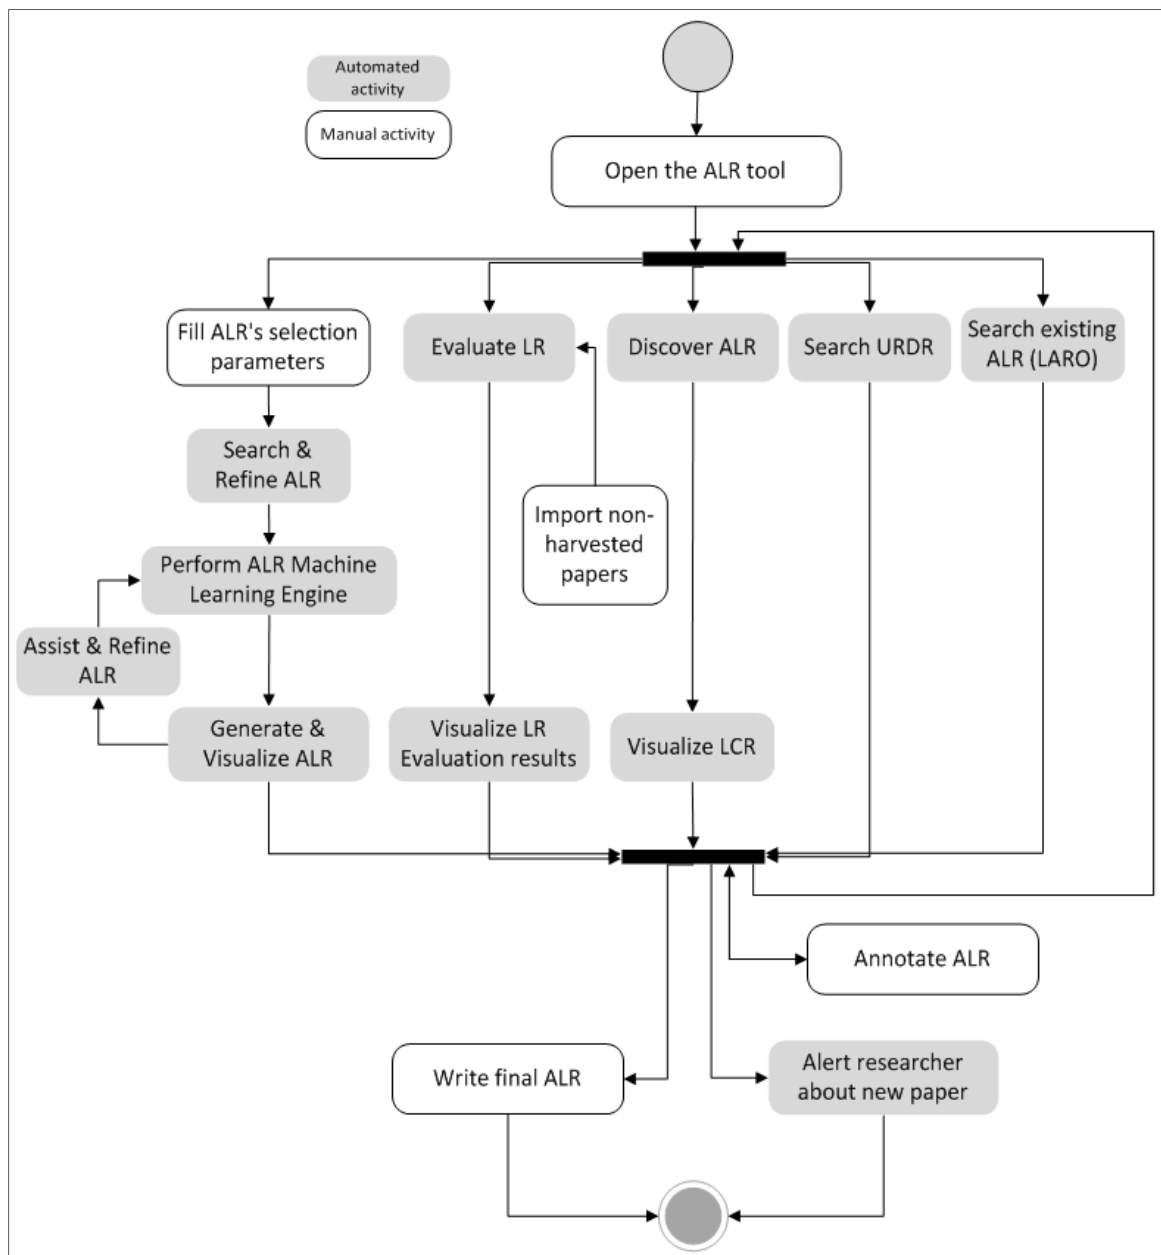 Automated
activity
Manual activity
Open the ALR tool
Fill ALR's selection
parameters
Evaluate LR
Discover ALR
Search URDR
Search existing
ALR (LARO)
Search &
Refine ALR
Import non-
harvested
papers
Perform ALR Machine
Learning Engine
Assist & Refine
ALR
Generate &
Visualize ALR
Visualize LR
Evaluation results
Visualize LCR
Annotate ALR
Write final ALR
Alert researcher
about new paper